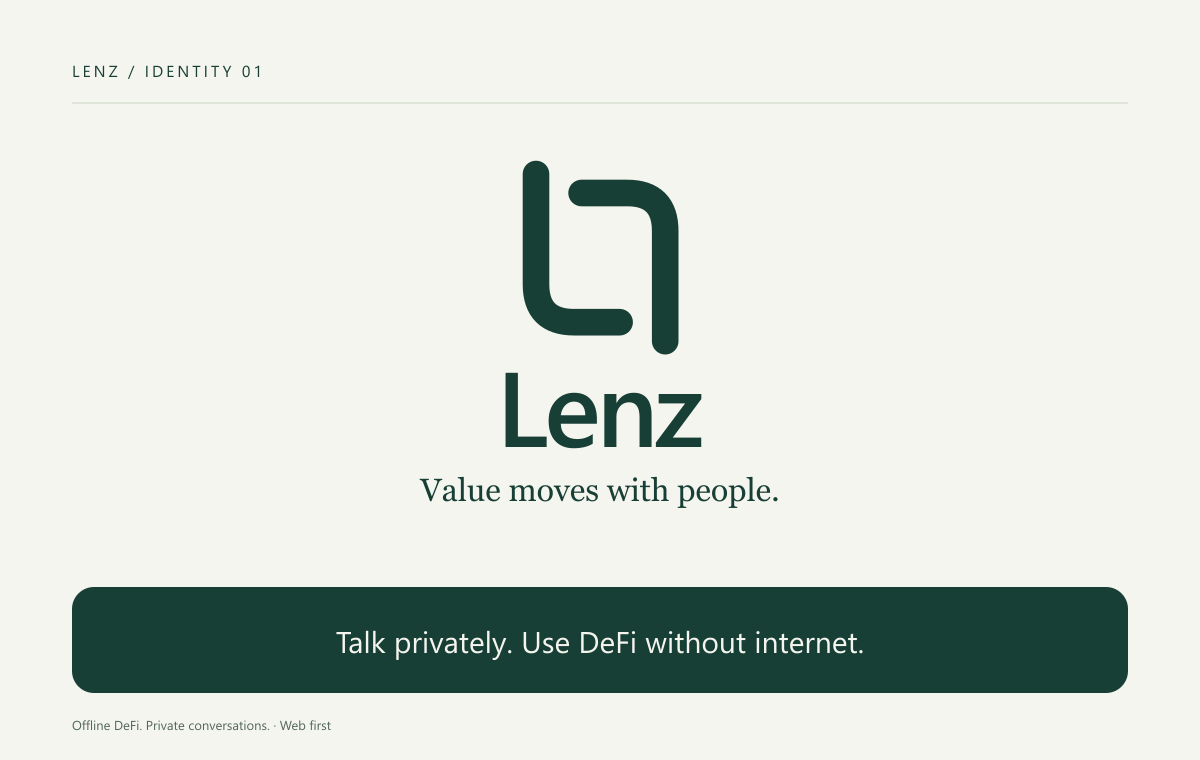 LENZ / IDENTITY 01
Lenz
Value moves with people.
Talk privately. Use DeFi without internet.
Offline DeFi. Private conversations. · Web first